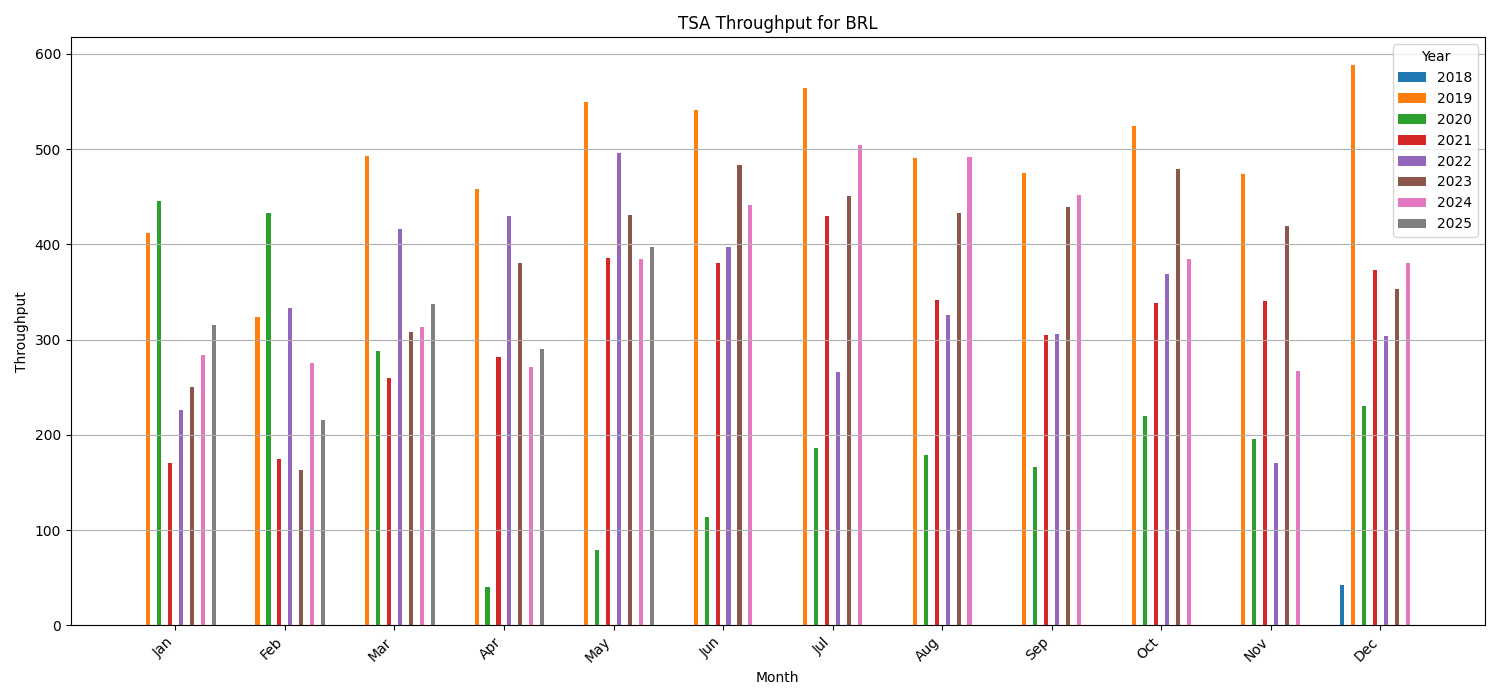 TSA Throughput for BRL
Throughput
600
500
400
300
200
100
0
Year
2018
2019
2020
2021
2022
2023
2024
2025
Jan
Feb
Mar
Apr
May
Jun
Jul
Aug
Sep
Oct
Nov
Dec
Month